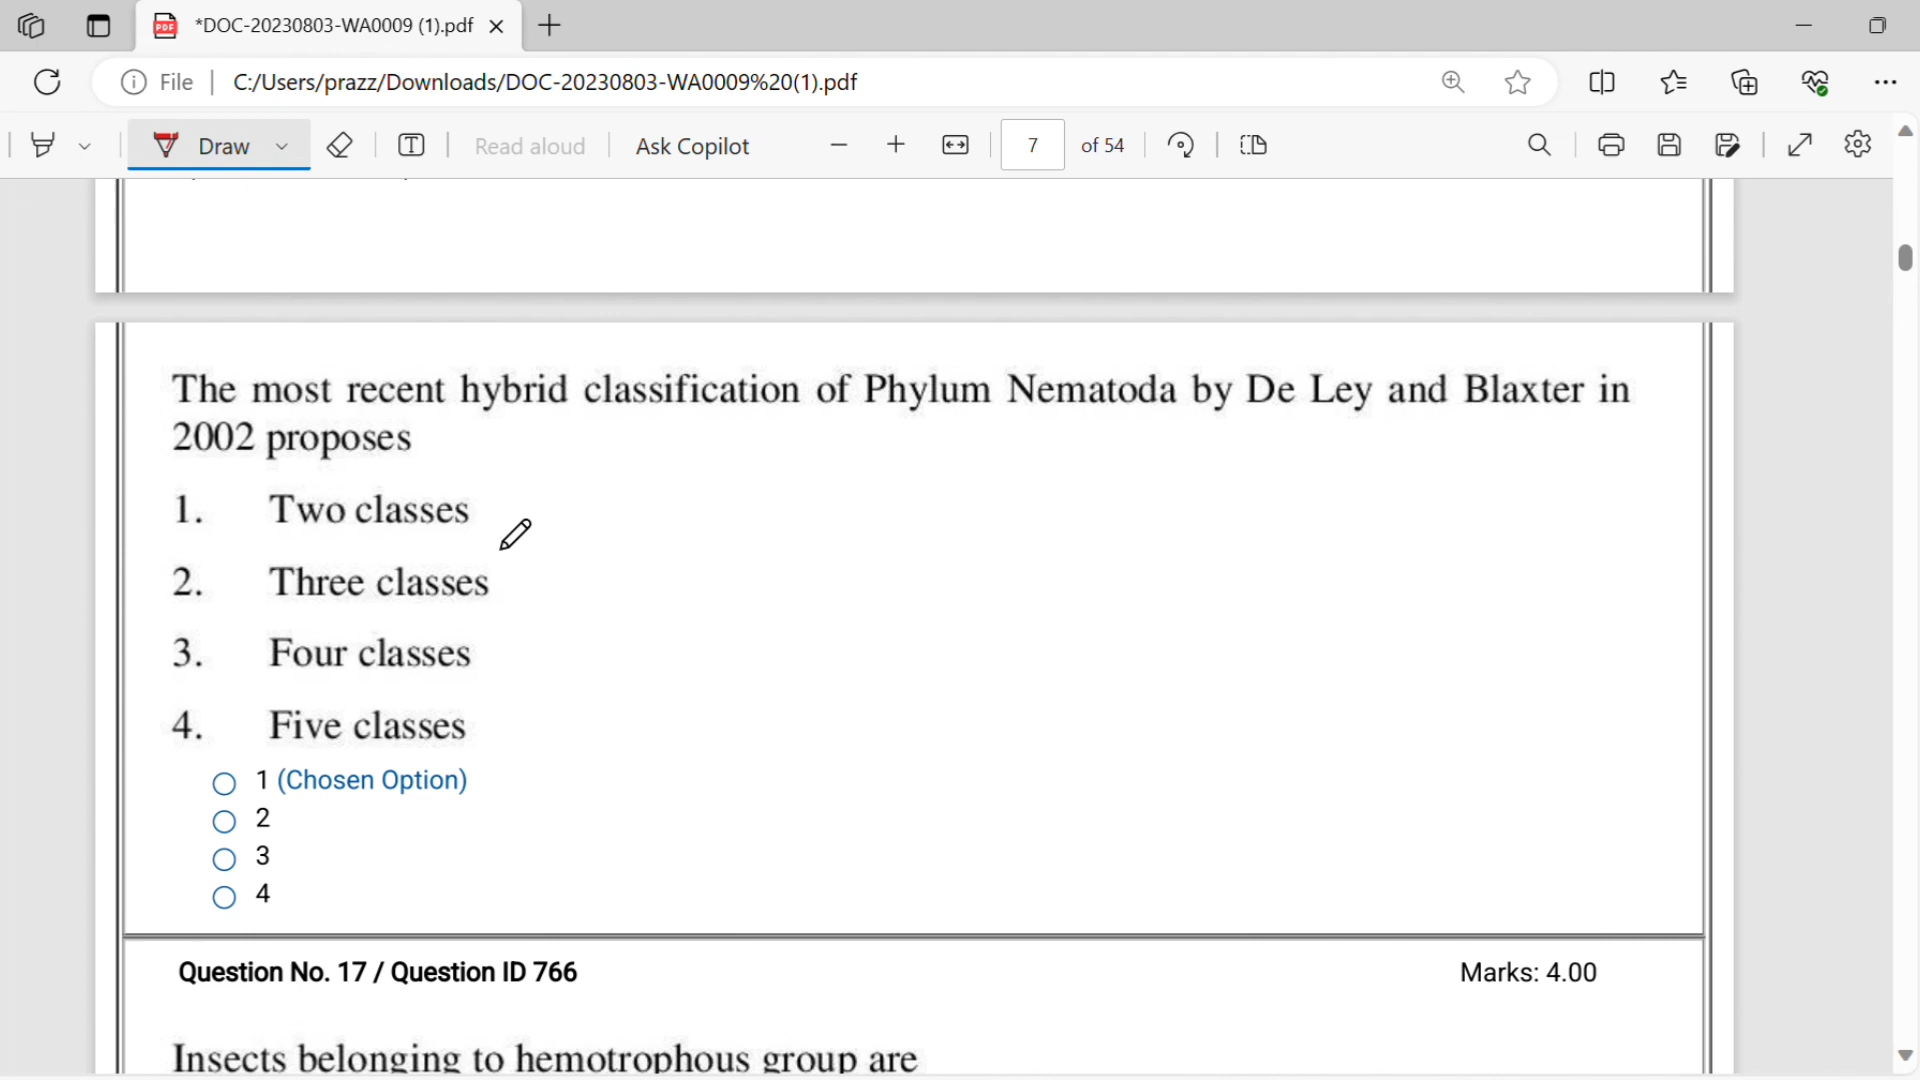 *DOC-20230803-WA0009 (1).pdf
File
C:/Users/prazz/Downloads/DOC-20230803-WA0009%20(1).pdf
Draw
Read aloud
Ask Copilot
7
of 54
The most recent hybrid classification of Phylum Nematoda by De Ley and Blaxter in
2002 proposes
1. Two classes
2. Three classes
3. Four classes
4. Five classes
1 (Chosen Option)
2
3
4
Question No. 17 / Question ID 766 Marks: 4.00
Insects belonging to hemotrophous group are